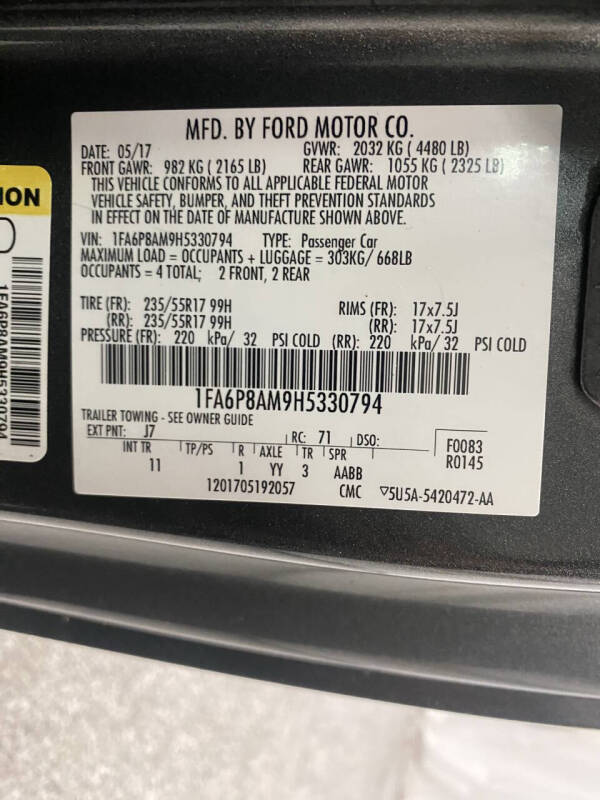 MFD. BY FORD MOTOR CO.
DATE: 05/17 GVWR: 2032 KG ( 4480 LB)
FRONT GAWR: 982 KG ( 2165 LB) REAR GAWR: 1055 KG ( 2325 LB)
THIS VEHICLE CONFORMS TO ALL APPLICABLE FEDERAL MOTOR
VEHICLE SAFETY, BUMPER, AND THEFT PREVENTION STANDARDS
IN EFFECT ON THE DATE OF MANUFACTURE SHOWN ABOVE.
VIN: 1FA6P8AM9H5330794 TYPE: Passenger Car
MAXIMUM LOAD = OCCUPANTS + LUGGAGE = 303KG/ 668LB
OCCUPANTS = 4 TOTAL; 2 FRONT, 2 REAR
TIRE (FR): 235/55R17 99H RIMS (FR): 17x7.5J
(RR): 235/55R17 99H (RR): 17x7.5J
PRESSURE (FR): 220 kPa/ 32 PSI COLD (RR): 220 kPa/ 32 PSI COLD
1FA6P8AM9H5330794
TRAILER TOWING - SEE OWNER GUIDE
EXT PNT: J7 RC: 71 DSO: F0083
INT TR TP/PS R AXLE TR SPR R0145
11 1 YY 3 AABB
1201705192057 CMC ▽5U5A-5420472-AA
ION
1FA6P8AM9H5330794